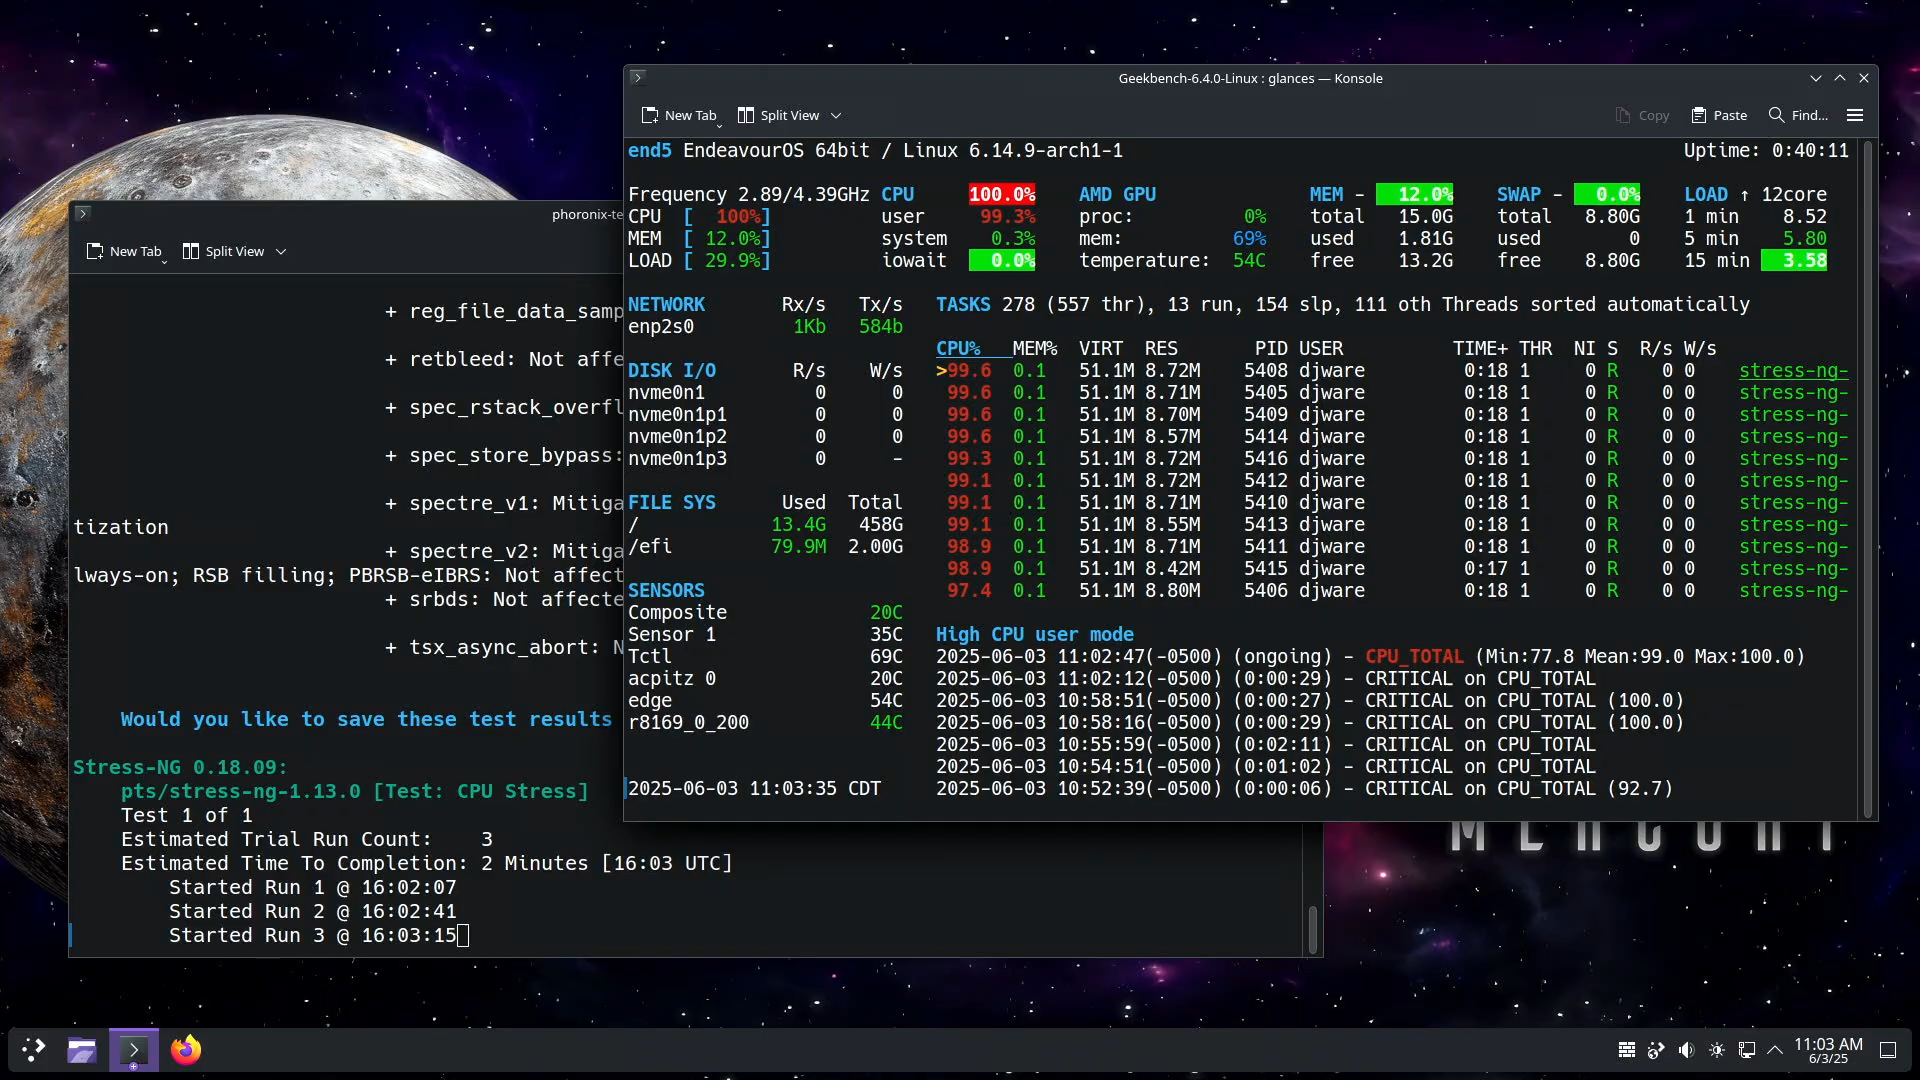 Geekbench-6.4.0-Linux : glances — Konsole
New Tab Split View Copy Paste Find...
end5 EndeavourOS 64bit / Linux 6.14.9-arch1-1 Uptime: 0:40:11
Frequency 2.89/4.39GHz CPU 100.0% AMD GPU MEM - 12.0% SWAP - 0.0% LOAD ↑ 12core
CPU [ 100%] user 99.3% proc: 0% total 15.0G total 8.80G 1 min 8.52
MEM [ 12.0%] system 0.3% mem: 69% used 1.81G used 0 5 min 5.80
LOAD [ 29.9%] iowait 0.0% temperature: 54C free 13.2G free 8.80G 15 min 3.58
NETWORK Rx/s Tx/s
enp2s0 1Kb 584b
DISK I/O R/s W/s
nvme0n1 0 0
nvme0n1p1 0 0
nvme0n1p2 0 0
nvme0n1p3 0 -
FILE SYS Used Total
/ 13.4G 458G
/efi 79.9M 2.00G
SENSORS
Composite 20C
Sensor 1 35C
Tctl 69C
acpitz 0 20C
edge 54C
r8169_0_200 44C
2025-06-03 11:03:35 CDT
TASKS 278 (557 thr), 13 run, 154 slp, 111 oth Threads sorted automatically
CPU% MEM% VIRT RES PID USER TIME+ THR NI S R/s W/s
>99.6 0.1 51.1M 8.72M 5408 djware 0:18 1 0 R 0 0 stress-ng-
99.6 0.1 51.1M 8.71M 5405 djware 0:18 1 0 R 0 0 stress-ng-
99.6 0.1 51.1M 8.70M 5409 djware 0:18 1 0 R 0 0 stress-ng-
99.6 0.1 51.1M 8.57M 5414 djware 0:18 1 0 R 0 0 stress-ng-
99.3 0.1 51.1M 8.72M 5416 djware 0:18 1 0 R 0 0 stress-ng-
99.1 0.1 51.1M 8.72M 5412 djware 0:18 1 0 R 0 0 stress-ng-
99.1 0.1 51.1M 8.71M 5410 djware 0:18 1 0 R 0 0 stress-ng-
99.1 0.1 51.1M 8.55M 5413 djware 0:18 1 0 R 0 0 stress-ng-
98.9 0.1 51.1M 8.71M 5411 djware 0:18 1 0 R 0 0 stress-ng-
98.9 0.1 51.1M 8.42M 5415 djware 0:17 1 0 R 0 0 stress-ng-
97.4 0.1 51.1M 8.80M 5406 djware 0:18 1 0 R 0 0 stress-ng-
High CPU user mode
2025-06-03 11:02:47(-0500) (ongoing) - CPU_TOTAL (Min:77.8 Mean:99.0 Max:100.0)
2025-06-03 11:02:12(-0500) (0:00:29) - CRITICAL on CPU_TOTAL
2025-06-03 10:58:51(-0500) (0:00:27) - CRITICAL on CPU_TOTAL (100.0)
2025-06-03 10:58:16(-0500) (0:00:29) - CRITICAL on CPU_TOTAL (100.0)
2025-06-03 10:55:59(-0500) (0:02:11) - CRITICAL on CPU_TOTAL
2025-06-03 10:54:51(-0500) (0:01:02) - CRITICAL on CPU_TOTAL
2025-06-03 10:52:39(-0500) (0:00:06) - CRITICAL on CPU_TOTAL (92.7)
phoronix-te
New Tab Split View
+ reg_file_data_samp
+ retbleed: Not affe
+ spec_rstack_overfl
+ spec_store_bypass:
+ spectre_v1: Mitiga
tization
+ spectre_v2: Mitiga
lways-on; RSB filling; PBRSB-eIBRS: Not affect
+ srbds: Not affecte
+ tsx_async_abort: N
Would you like to save these test results
Stress-NG 0.18.09:
pts/stress-ng-1.13.0 [Test: CPU Stress]
Test 1 of 1
Estimated Trial Run Count: 3
Estimated Time To Completion: 2 Minutes [16:03 UTC]
Started Run 1 @ 16:02:07
Started Run 2 @ 16:02:41
Started Run 3 @ 16:03:15
11:03 AM
6/3/25